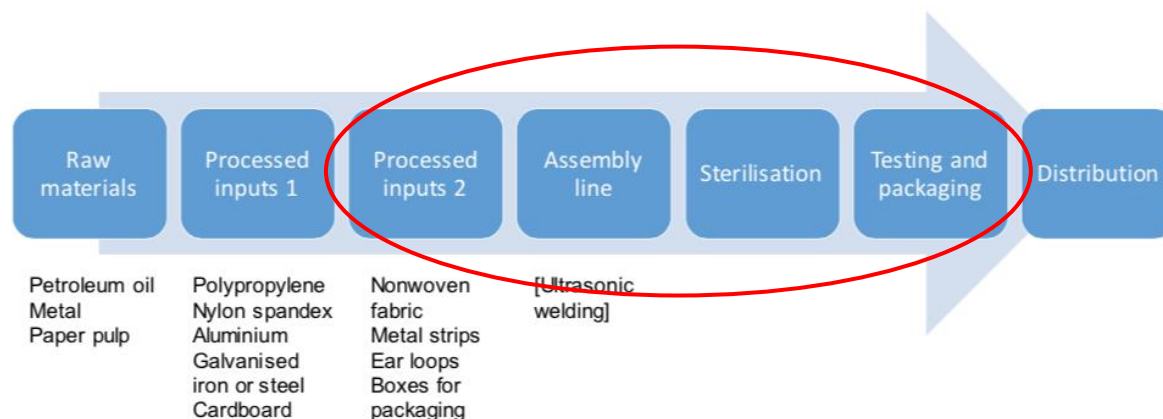 Raw
materials
Processed
inputs 1
Processed
inputs 2
Assembly
line
Sterilisation
Testing and
packaging
Distribution
Petroleum oil
Metal
Paper pulp
Polypropylene
Nylon spandex
Aluminium
Galvanised
iron or steel
Cardboard
Nonwoven
fabric
Metal strips
Ear loops
Boxes for
packaging
[Ultrasonic
welding]